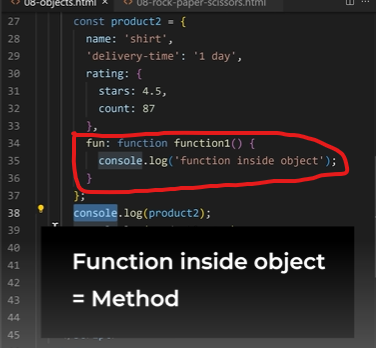 08-objects.html
08-rock-paper-scissors.html
27 const product2 = {
28 name: 'shirt',
29 'delivery-time': '1 day',
30 rating: {
31 stars: 4.5,
32 count: 87
33 },
34 fun: function function1() {
35 console.log('function inside object');
36 }
37 };
38 console.log(product2);
39
40
41
42
43
44
45
Function inside object
= Method